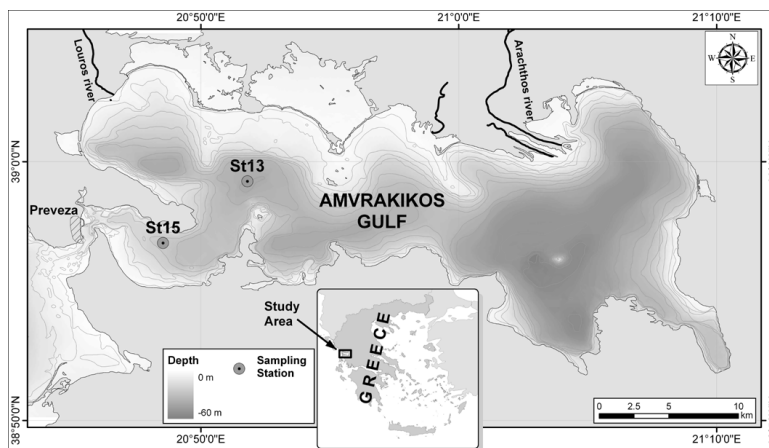 20°50'0"E
21°0'0"E
21°10'0"E
Louros river
Arachthos river
N
W
E
S
39°0'0"N
St13
AMVRAKIKOS
GULF
Preveza
St15
Study
Area
GREECE
Depth
0 m
-60 m
Sampling
Station
0
2.5
5
10
km
38°50'0"N
20°50'0"E
21°0'0"E
21°10'0"E